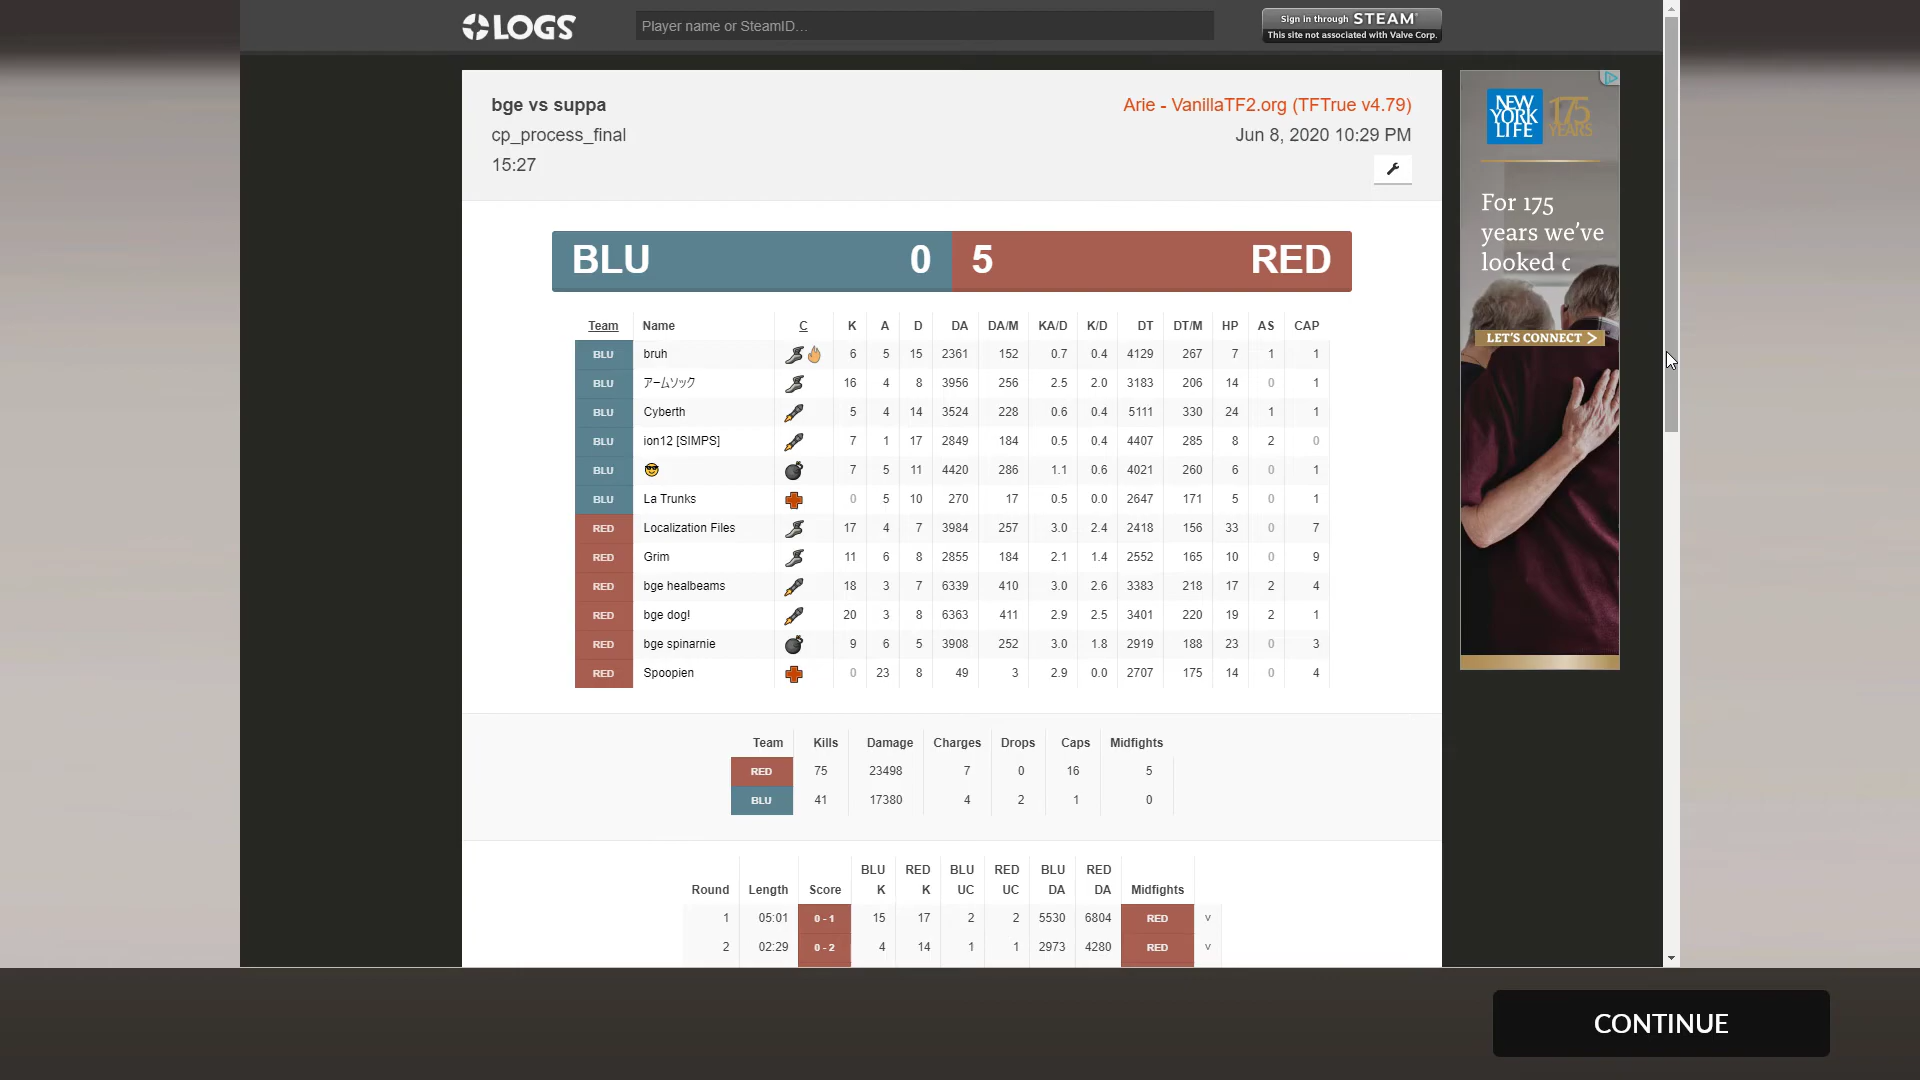 LOGS
Player name or SteamID...
Sign in through STEAM
This site not associated with Valve Corp.
bge vs suppa
Arie - VanillaTF2.org (TFTrue v4.79)
cp_process_final
Jun 8, 2020 10:29 PM
15:27
BLU 0 5 RED
Team Name C K A D DA DA/M KA/D K/D DT DT/M HP AS CAP
BLU bruh 6 5 15 2361 152 0.7 0.4 4129 267 7 1 1
BLU アームソック 16 4 8 3956 256 2.5 2.0 3183 206 14 0 1
BLU Cyberth 5 4 14 3524 228 0.6 0.4 5111 330 24 1 1
BLU ion12 [SIMPS] 7 1 17 2849 184 0.5 0.4 4407 285 8 2 0
BLU 😎 7 5 11 4420 286 1.1 0.6 4021 260 6 0 1
BLU La Trunks 0 5 10 270 17 0.5 0.0 2647 171 5 0 1
RED Localization Files 17 4 7 3984 257 3.0 2.4 2418 156 33 0 7
RED Grim 11 6 8 2855 184 2.1 1.4 2552 165 10 0 9
RED bge healbeams 18 3 7 6339 410 3.0 2.6 3383 218 17 2 4
RED bge dog! 20 3 8 6363 411 2.9 2.5 3401 220 19 2 1
RED bge spinarnie 9 6 5 3908 252 3.0 1.8 2919 188 23 0 3
RED Spoopien 0 23 8 49 3 2.9 0.0 2707 175 14 0 4
Team Kills Damage Charges Drops Caps Midfights
RED 75 23498 7 0 16 5
BLU 41 17380 4 2 1 0
Round Length Score BLU K RED K BLU UC RED UC BLU DA RED DA Midfights
1 05:01 0 - 1 15 17 2 2 5530 6804 RED v
2 02:29 0 - 2 4 14 1 1 2973 4280 RED v
NEW
YORK
LIFE
175
YEARS
For 175
years we've
looked c
LET'S CONNECT >
CONTINUE